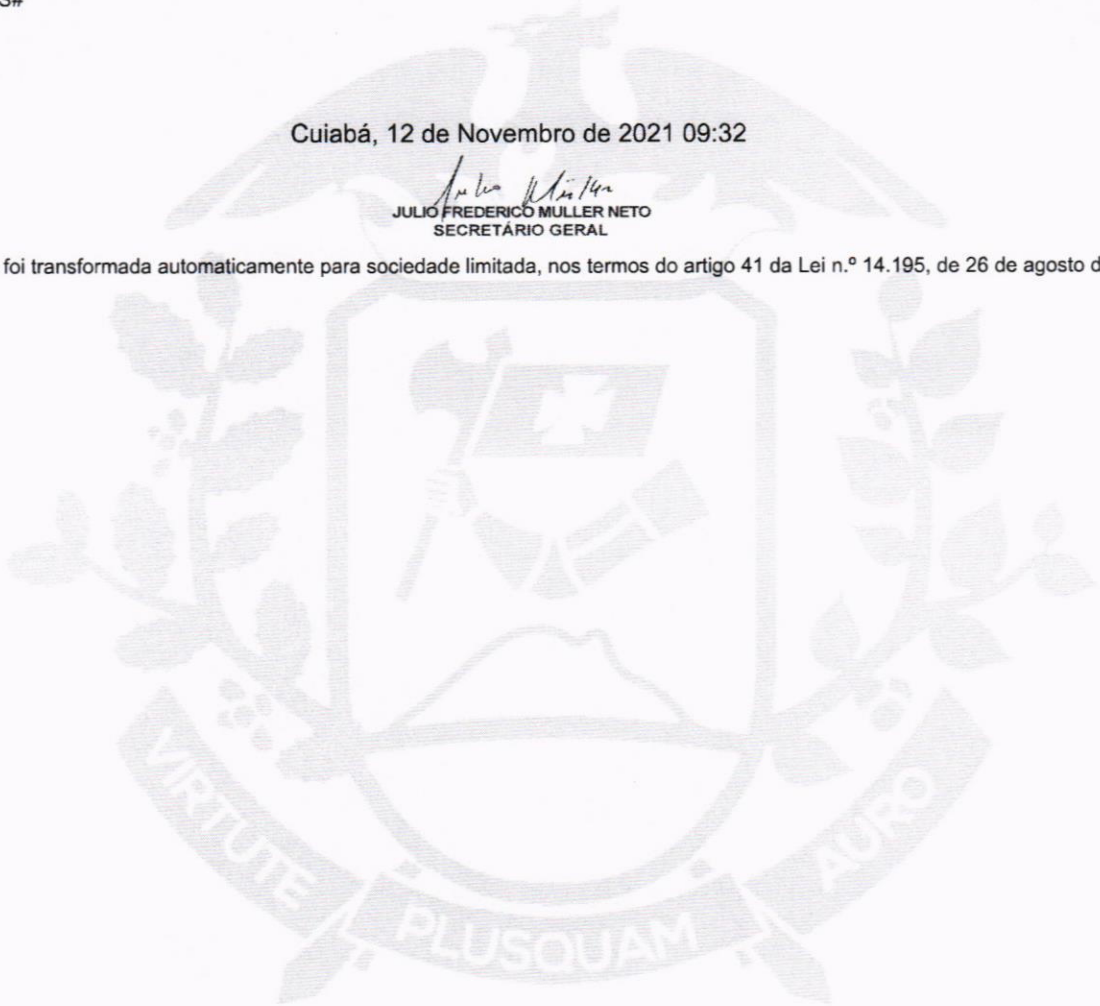 Cuiabá, 12 de Novembro de 2021 09:32
JULIO FREDERICO MULLER NETO
SECRETÁRIO GERAL
foi transformada automaticamente para sociedade limitada, nos termos do artigo 41 da Lei n.º 14.195, de 26 de agosto d
VIRTUTE PLUSQUAM AURO